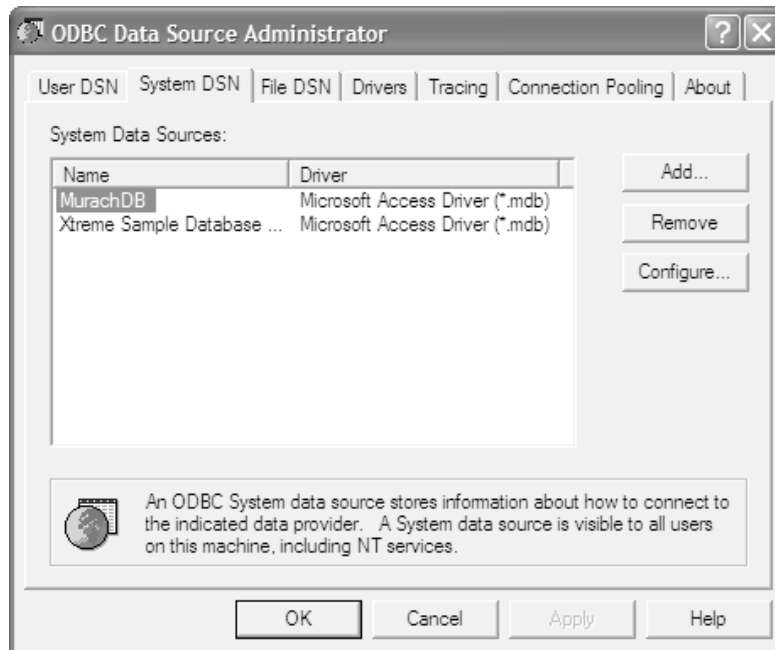 ODBC Data Source Administrator
User DSN System DSN File DSN Drivers Tracing Connection Pooling About
System Data Sources:
Name Driver
MurachDB Microsoft Access Driver (*.mdb)
Xtreme Sample Database ... Microsoft Access Driver (*.mdb)
Add...
Remove
Configure...
An ODBC System data source stores information about how to connect to
the indicated data provider. A System data source is visible to all users
on this machine, including NT services.
OK Cancel Apply Help